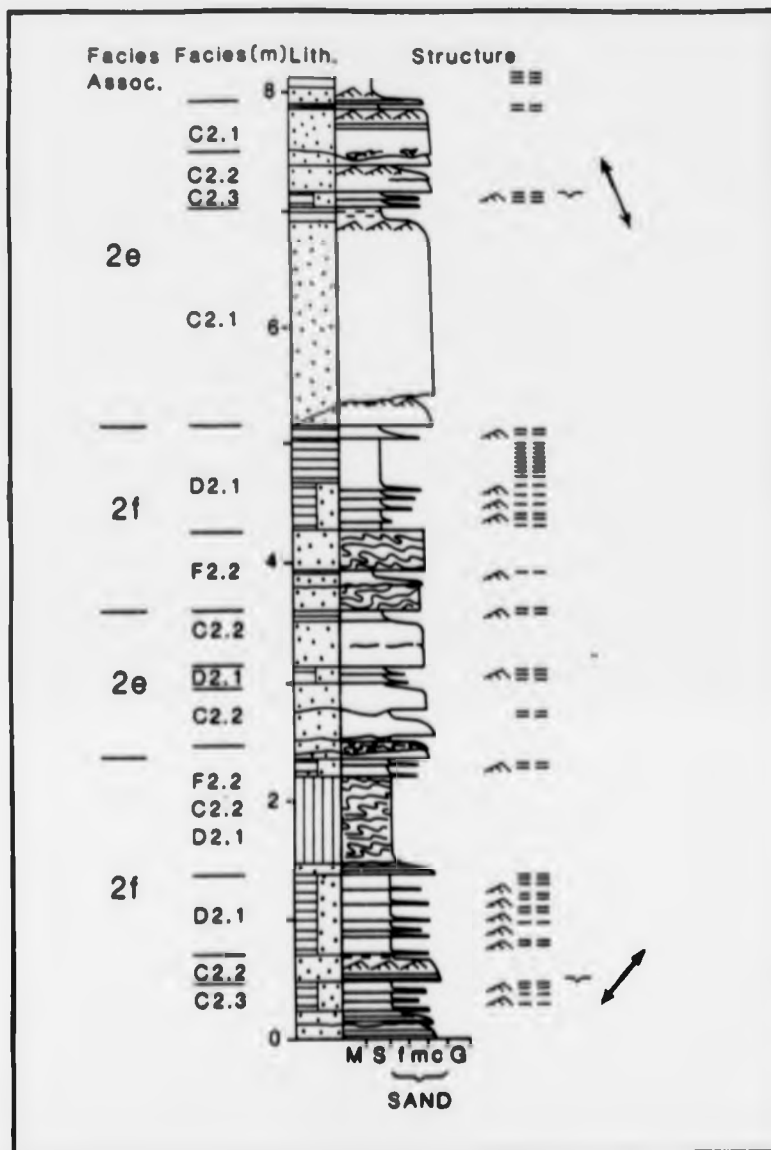 Facies Facies(m) Lith. Structure
Assoc.
8
C2.1
C2.2
C2.3
2e
C2.1
6
D2.1
2f
4
F2.2
C2.2
2e
D2.1
C2.2
F2.2
2
C2.2
D2.1
2f
D2.1
C2.2
C2.3
0
M S f m c G
SAND